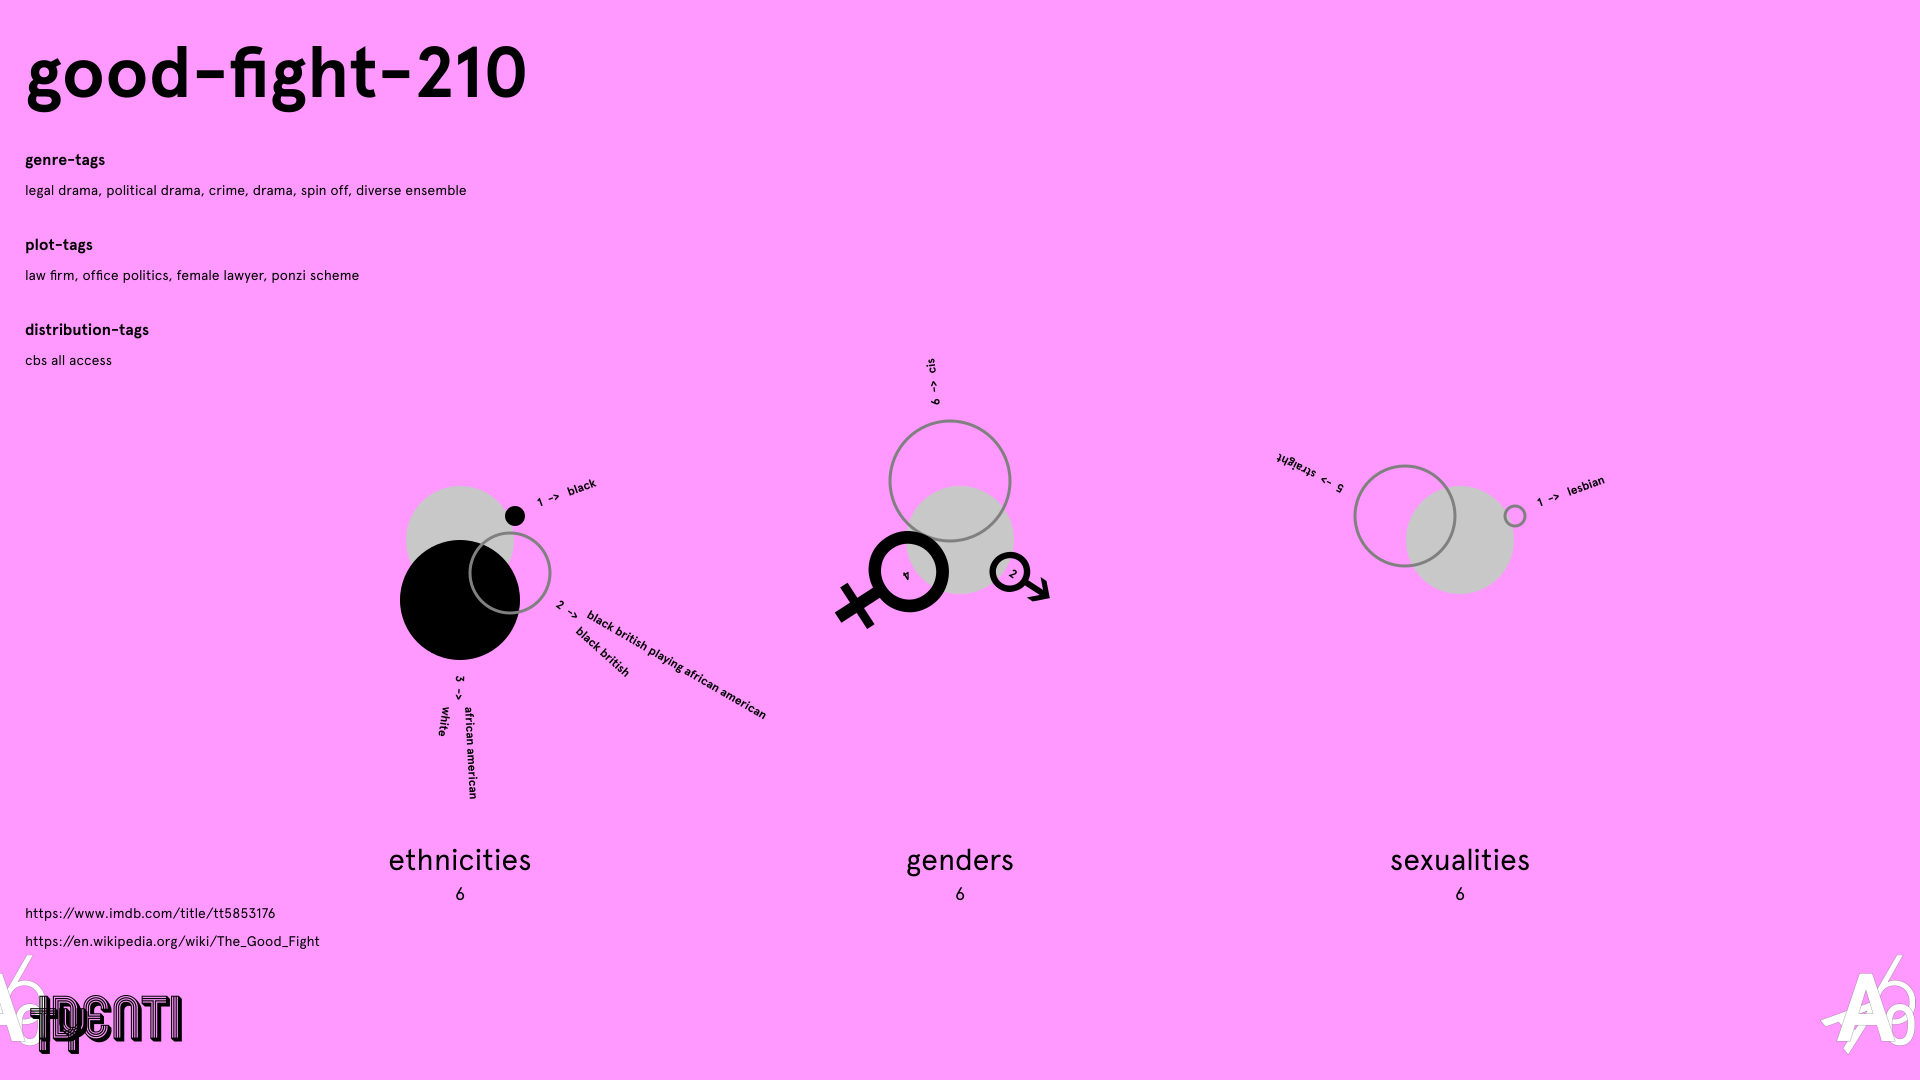 good-fight-210
genre-tags
legal drama, political drama, crime, drama, spin off, diverse ensemble
plot-tags
law firm, office politics, female lawyer, ponzi scheme
distribution-tags
cbs all access
1 -> black
2 -> black british playing african american
black british
3 -> african american
white
ethnicities
6
6 -> cis
4
2
genders
6
5 -> straight
1 -> lesbian
sexualities
6
https://www.imdb.com/title/tt5853176
https://en.wikipedia.org/wiki/The_Good_Fight
IDENTI